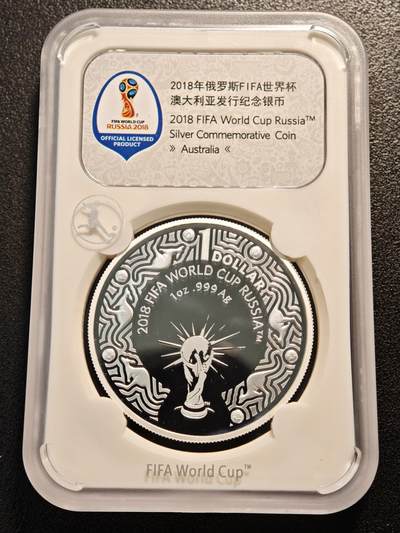 FIFA WORLD CUP
RUSSIA 2018
OFFICIAL LICENSED
PRODUCT
2018年俄罗斯FIFA世界杯
澳大利亚发行纪念银币
2018 FIFA World Cup Russia™
Silver Commemorative Coin
» Australia «
1
DOLLAR
2018 FIFA WORLD CUP RUSSIA™
1oz .999 Ag
FIFA World Cup™